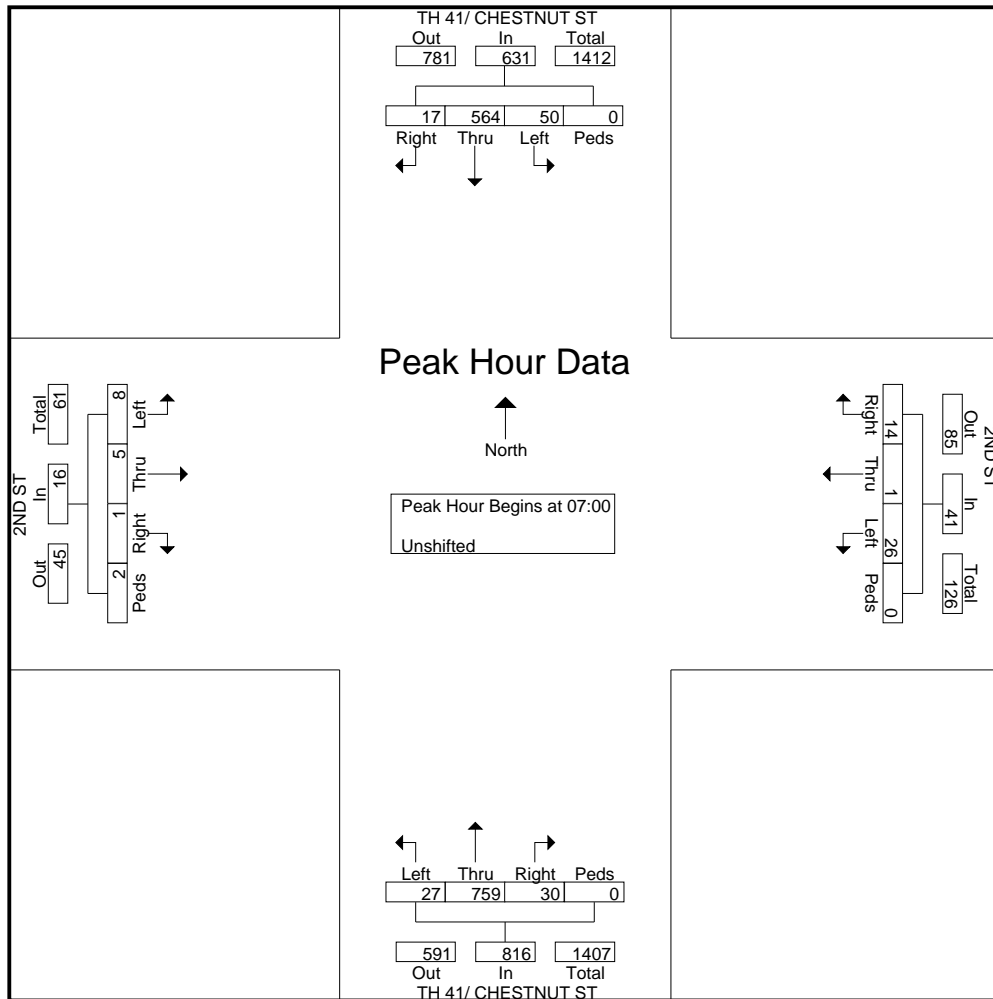 TH 41/ CHESTNUT ST
Out In Total
781 631 1412
17 564 50 0
Right Thru Left Peds
Peak Hour Data
North
Peak Hour Begins at 07:00
Unshifted
2ND ST
Total In Out
61 16 45
8 5 1 2
Left Thru Right Peds
2ND ST
Out In Total
85 41 126
14 1 26 0
Right Thru Left Peds
Left Thru Right Peds
27 759 30 0
591 816 1407
Out In Total
TH 41/ CHESTNUT ST